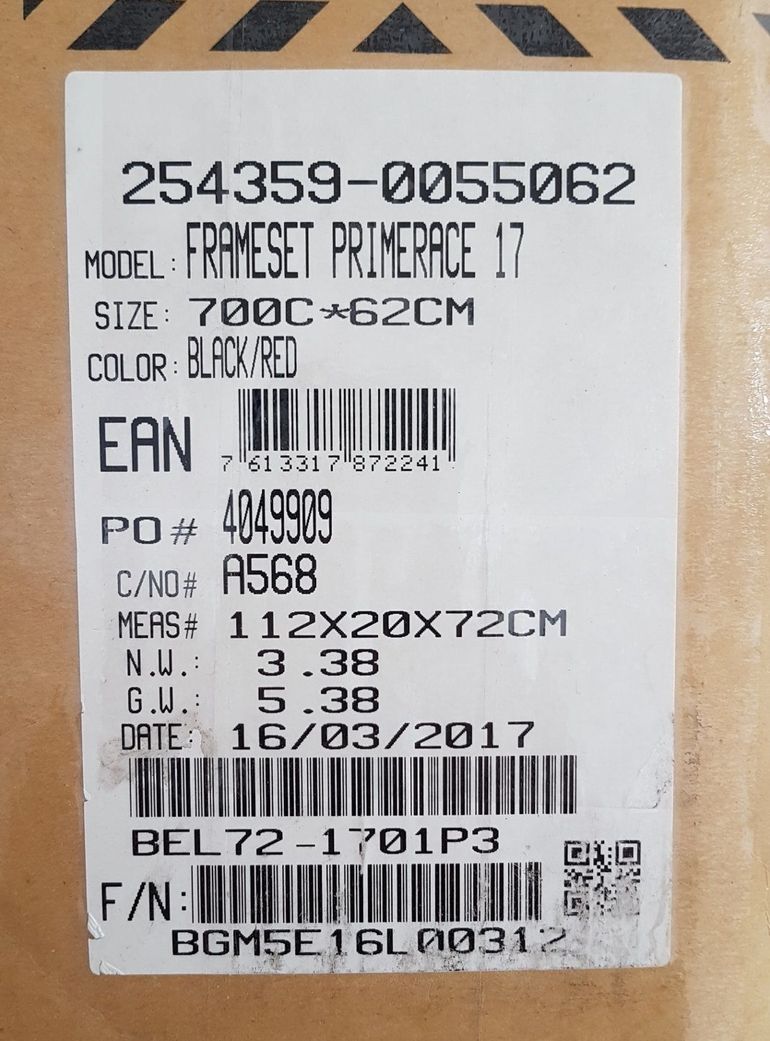 254359-0055062
MODEL: FRAMESET PRIMERACE 17
SIZE: 700C*62CM
COLOR: BLACK/RED
EAN
7 613317 872241
PO# 4049909
C/NO# A568
MEAS# 112X20X72CM
N.W.: 3.38
G.W.: 5.38
DATE: 16/03/2017
BEL72-1701P3
F/N:
BGM5E16L00312